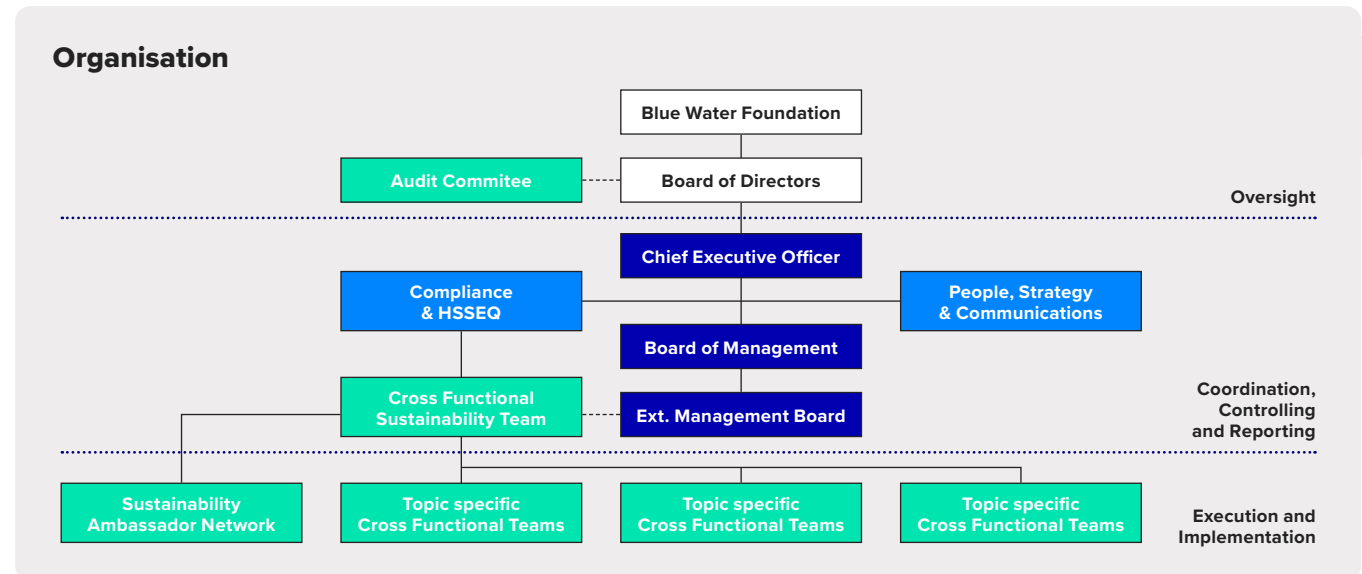 Organisation
Blue Water Foundation
Audit Commitee
Board of Directors
Oversight
Chief Executive Officer
Compliance
& HSSEQ
People, Strategy
& Communications
Board of Management
Cross Functional
Sustainability Team
Ext. Management Board
Coordination,
Controlling
and Reporting
Sustainability
Ambassador Network
Topic specific
Cross Functional Teams
Topic specific
Cross Functional Teams
Topic specific
Cross Functional Teams
Execution and
Implementation